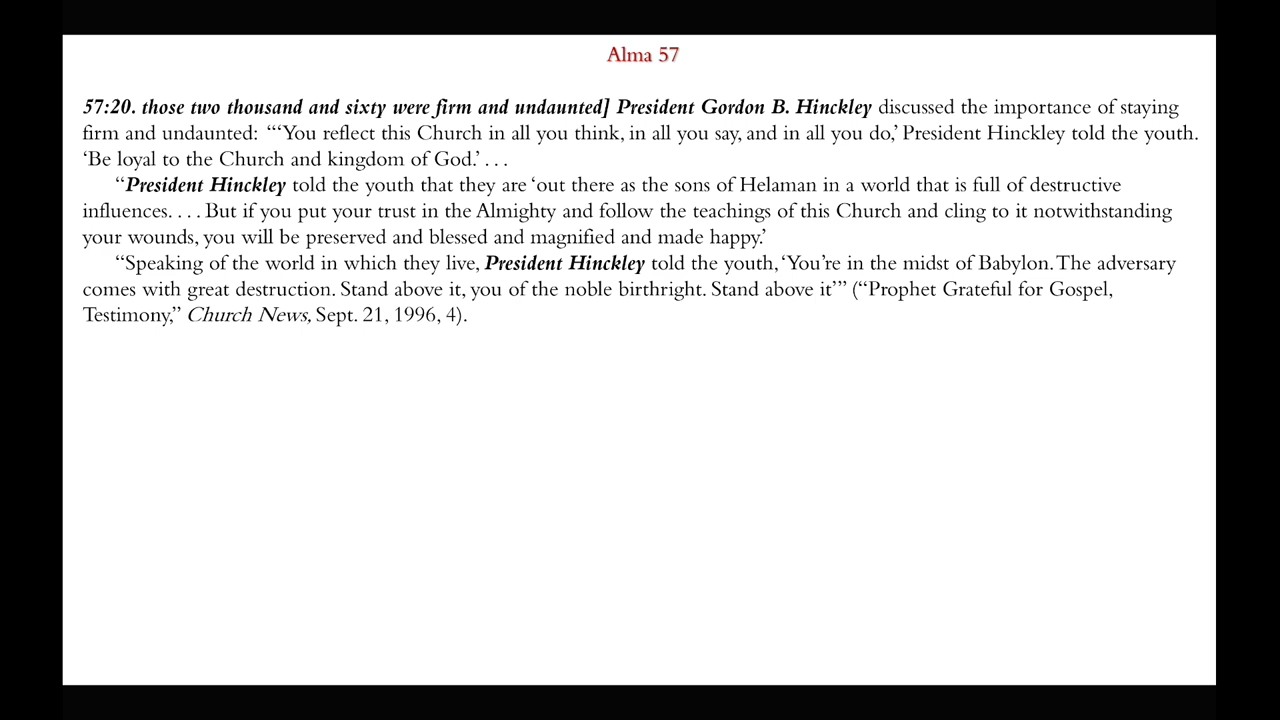 Alma 57
57:20. those two thousand and sixty were firm and undaunted] President Gordon B. Hinckley discussed the importance of staying
firm and undaunted: “‘You reflect this Church in all you think, in all you say, and in all you do,’ President Hinckley told the youth.
‘Be loyal to the Church and kingdom of God.’ . . .
“President Hinckley told the youth that they are ‘out there as the sons of Helaman in a world that is full of destructive
influences. . . . But if you put your trust in the Almighty and follow the teachings of this Church and cling to it notwithstanding
your wounds, you will be preserved and blessed and magnified and made happy.’
“Speaking of the world in which they live, President Hinckley told the youth, ‘You’re in the midst of Babylon. The adversary
comes with great destruction. Stand above it, you of the noble birthright. Stand above it’” (“Prophet Grateful for Gospel,
Testimony,” Church News, Sept. 21, 1996, 4).